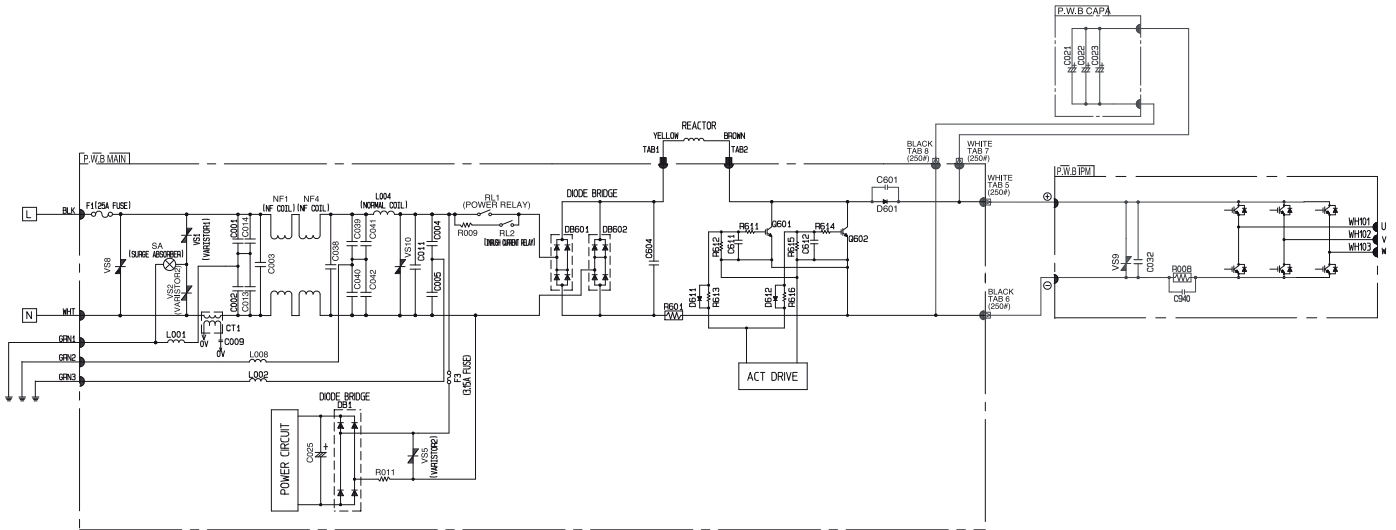 P.W.B CAPA
C021
C022
C023
REACTOR
YELLOW
BROWN
TAB1
TAB2
BLACK
TAB 8
(250#)
WHITE
TAB 7
(250#)
P.W.B MAIN
P.W.B IPM
L
BLK
F1(25A FUSE)
VS8
SA
(SURGE ABSORBER)
VS1
(VARISTOR1)
VS2
(VARISTOR2)
C001
C014
C002
C013
C003
NF1
(NF COIL)
NF4
(NF COIL)
C038
C039
C041
C040
C042
L004
(NORMAL COIL)
VS10
C011
C004
C005
RL1
(POWER RELAY)
R009
RL2
(INRUSH CURRENT RELAY)
DIODE BRIDGE
DB601
DB602
C604
R601
R611
R612
C611
Q601
R614
R615
C612
Q602
D611
R613
D612
R616
ACT DRIVE
C601
D601
WHITE
TAB 5
(250#)
BLACK
TAB 6
(250#)
+
−
VS9
C032
R008
C940
WH101
U
WH102
V
WH103
N
WHT
GRN1
GRN2
GRN3
L001
L008
L002
CT1
C009
0V
0V
F3
(3.15A FUSE)
DIODE BRIDGE
DB1
POWER CIRCUIT
C025
+
R011
VS5
(VARISTOR2)